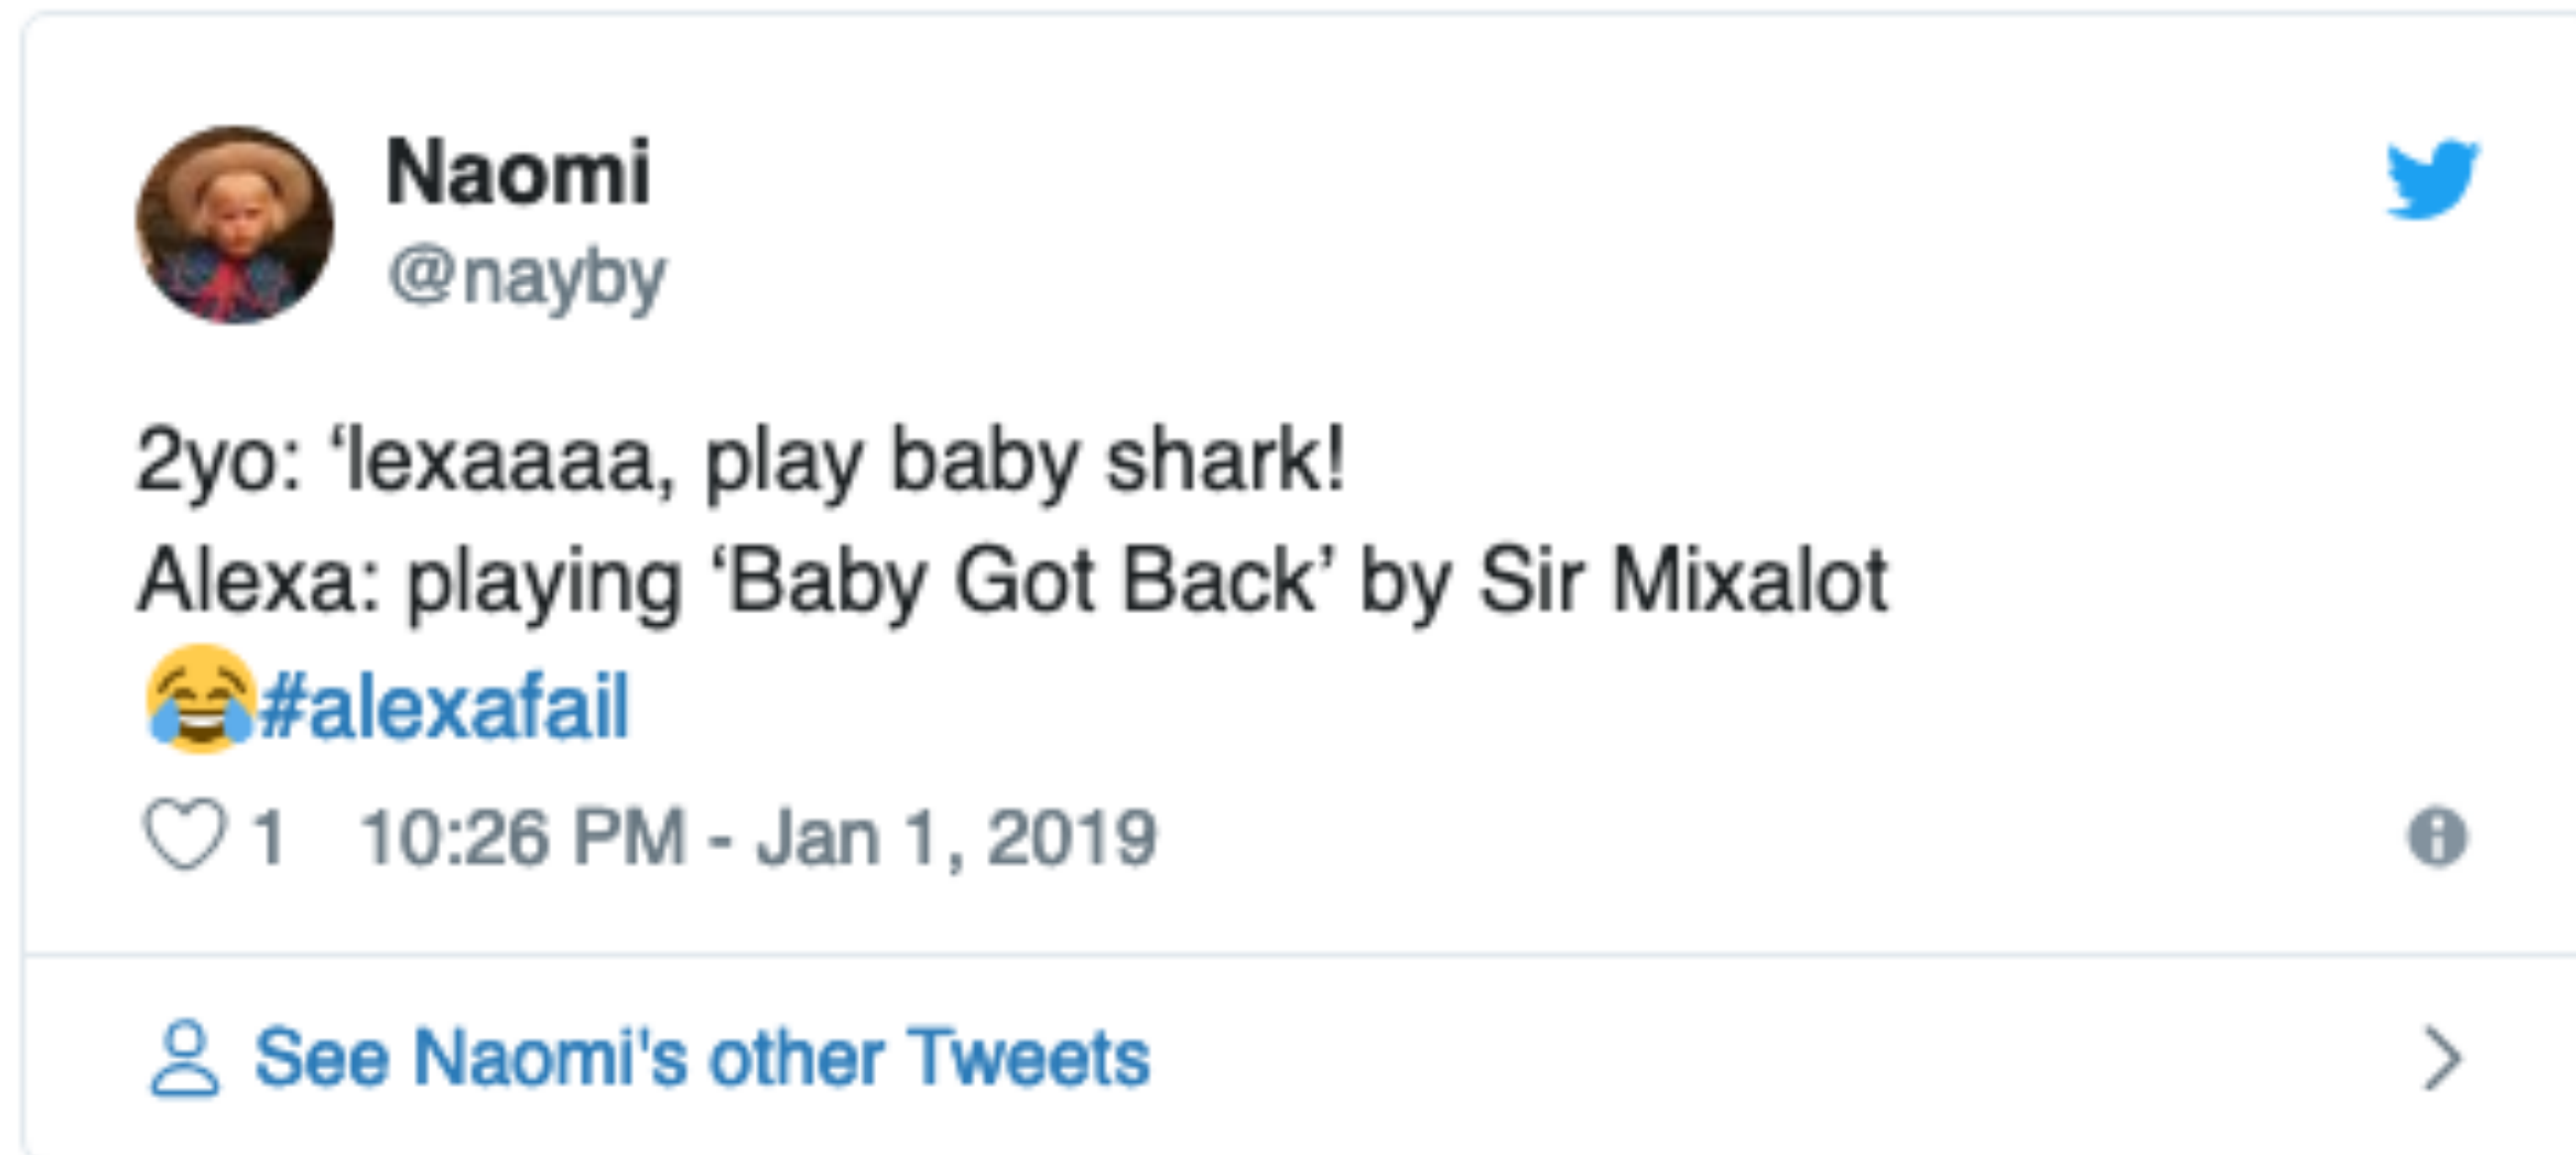 Naomi
@nayby
2yo: ‘lexaaaa, play baby shark!
Alexa: playing ‘Baby Got Back’ by Sir Mixalot
😂#alexafail
1 10:26 PM - Jan 1, 2019
See Naomi's other Tweets